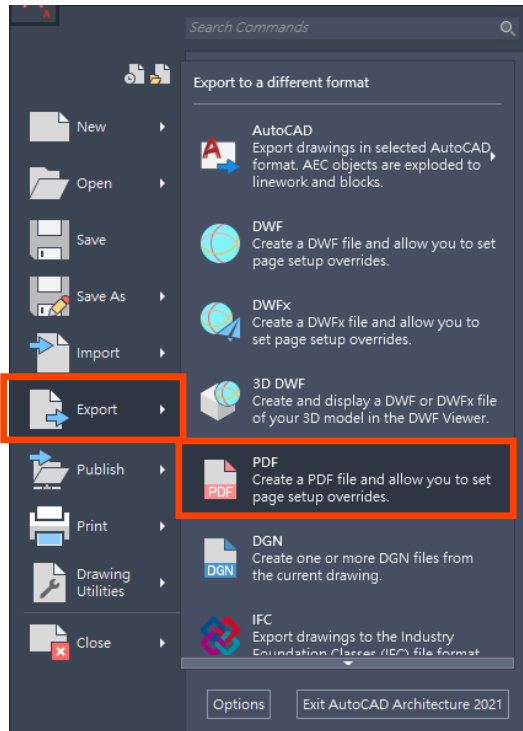 Search Commands
Export to a different format
New
Open
Save
Save As
Import
Export
Publish
Print
Drawing
Utilities
Close
AutoCAD
Export drawings in selected AutoCAD
format. AEC objects are exploded to
linework and blocks.
DWF
Create a DWF file and allow you to set
page setup overrides.
DWFx
Create a DWFx file and allow you to
set page setup overrides.
3D DWF
Create and display a DWF or DWFx file
of your 3D model in the DWF Viewer.
PDF
PDF
Create a PDF file and allow you to set
page setup overrides.
DGN
DGN
Create one or more DGN files from
the current drawing.
IFC
Export drawings to the Industry
Foundation Classes (IFC) file format
Options
Exit AutoCAD Architecture 2021